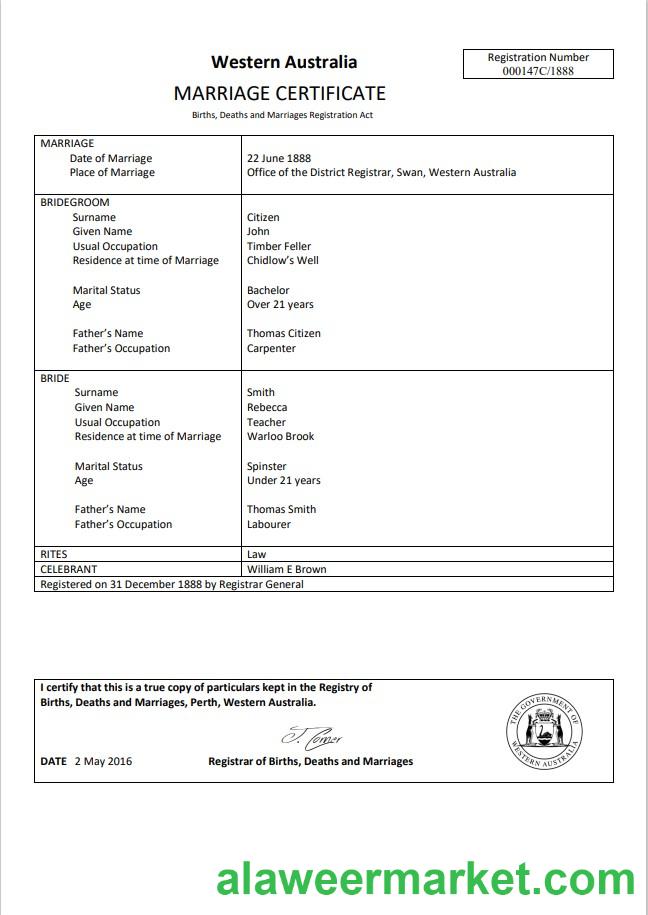 Western Australia
Registration Number
000147C/1888
MARRIAGE CERTIFICATE
Births, Deaths and Marriages Registration Act
MARRIAGE
Date of Marriage 22 June 1888
Place of Marriage Office of the District Registrar, Swan, Western Australia
BRIDEGROOM
Surname Citizen
Given Name John
Usual Occupation Timber Feller
Residence at time of Marriage Chidlow's Well
Marital Status Bachelor
Age Over 21 years
Father's Name Thomas Citizen
Father's Occupation Carpenter
BRIDE
Surname Smith
Given Name Rebecca
Usual Occupation Teacher
Residence at time of Marriage Warloo Brook
Marital Status Spinster
Age Under 21 years
Father's Name Thomas Smith
Father's Occupation Labourer
RITES Law
CELEBRANT William E Brown
Registered on 31 December 1888 by Registrar General
I certify that this is a true copy of particulars kept in the Registry of
Births, Deaths and Marriages, Perth, Western Australia.
DATE 2 May 2016 Registrar of Births, Deaths and Marriages
THE GOVERNMENT OF
WESTERN AUSTRALIA
alaweermarket.com